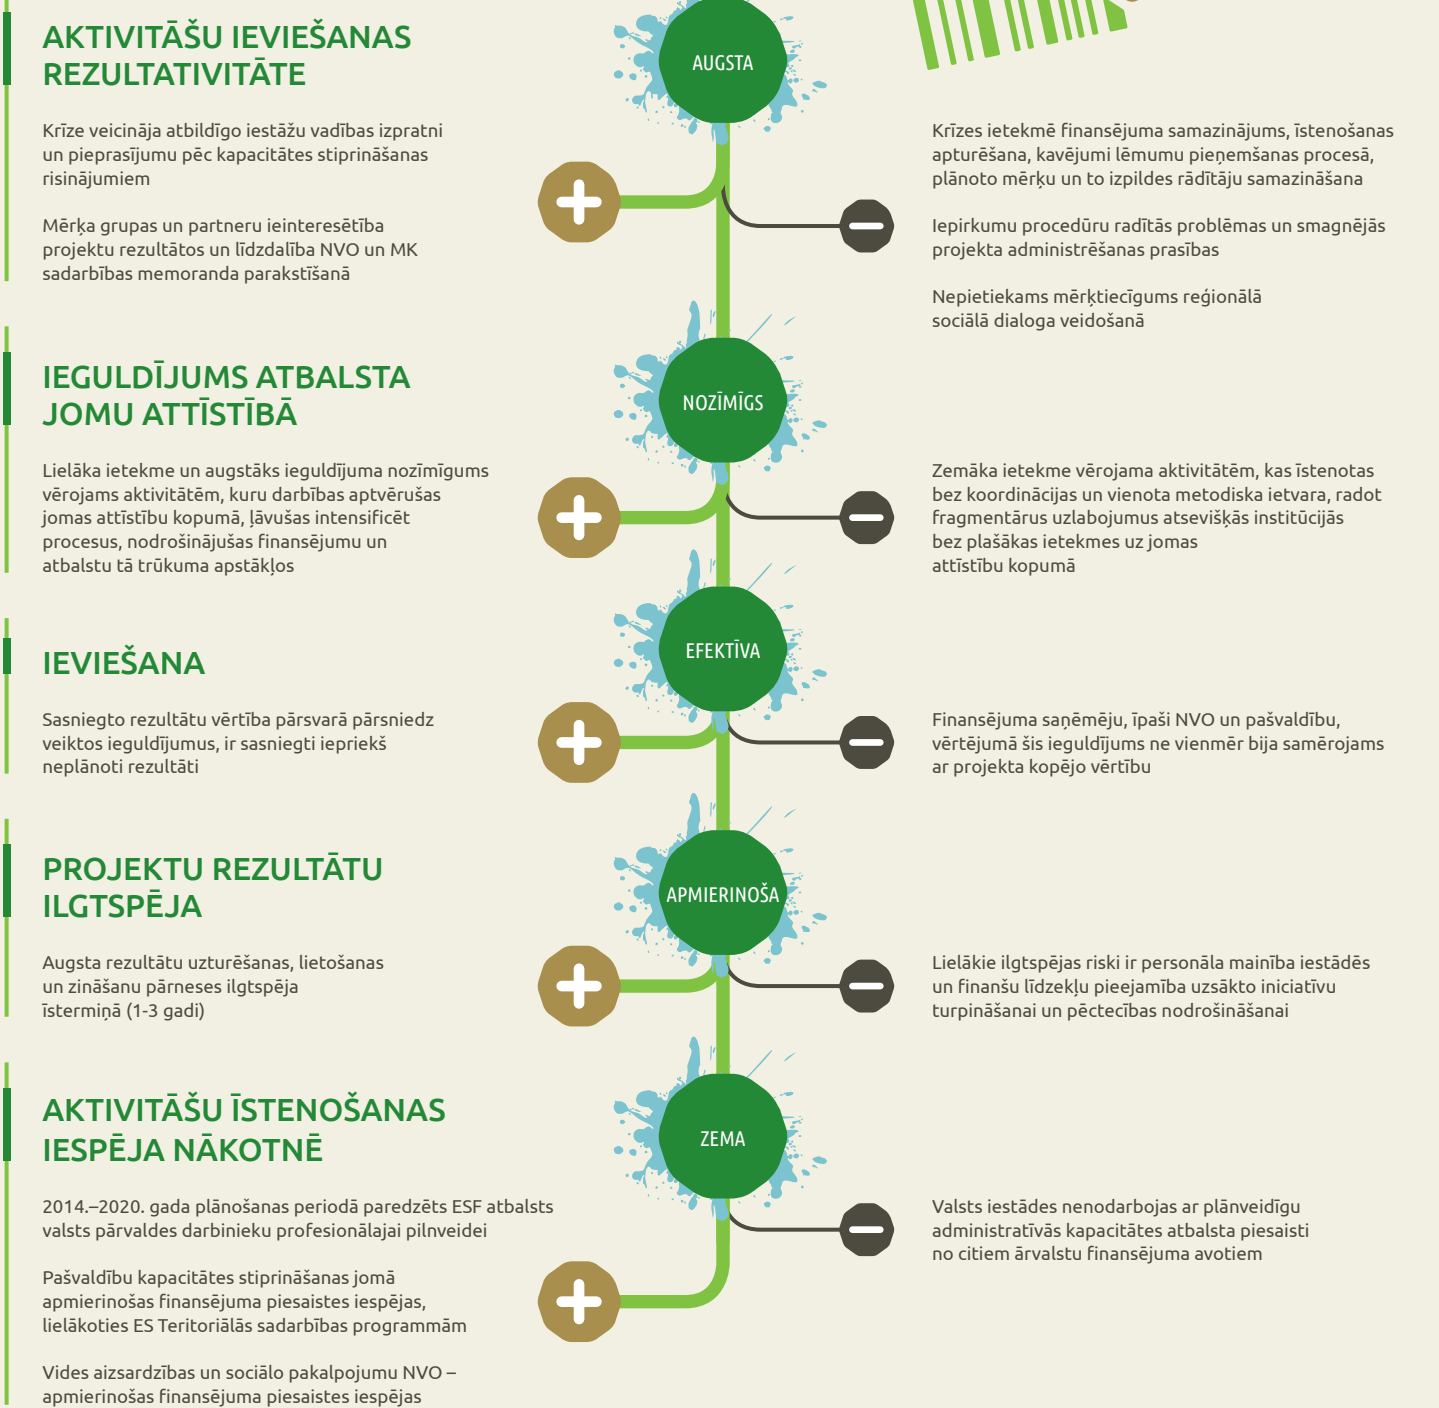 AKTIVITĀŠU IEVIEŠANAS
REZULTATIVITĀTE
AUGSTA
Krīze veicināja atbildīgo iestāžu vadības izpratni
un pieprasījumu pēc kapacitātes stiprināšanas
risinājumiem
Mērķa grupas un partneru ieinteresētība
projektu rezultātos un līdzdalība NVO un MK
sadarbības memoranda parakstīšanā
Krīzes ietekmē finansējuma samazinājums, īstenošanas
apturēšana, kavējumi lēmumu pieņemšanas procesā,
plānoto mērķu un to izpildes rādītāju samazināšana
Iepirkumu procedūru radītās problēmas un smagnējās
projekta administrēšanas prasības
Nepietiekams mērķtiecīgums reģionālā
sociālā dialoga veidošanā
IEGULDĪJUMS ATBALSTA
JOMU ATTĪSTĪBĀ
NOZĪMĪGS
Lielāka ietekme un augstāks ieguldījuma nozīmīgums
vērojams aktivitātēm, kuru darbības aptvērušas
jomas attīstību kopumā, ļāvušas intensificēt
procesus, nodrošinājušas finansējumu un
atbalstu tā trūkuma apstākļos
Zemāka ietekme vērojama aktivitātēm, kas īstenotas
bez koordinācijas un vienota metodiska ietvara, radot
fragmentārus uzlabojumus atsevišķās institūcijās
bez plašākas ietekmes uz jomas
attīstību kopumā
IEVIEŠANA
EFEKTĪVA
Sasniegto rezultātu vērtība pārsvarā pārsniedz
veiktos ieguldījumus, ir sasniegti iepriekš
neplānoti rezultāti
Finansējuma saņēmēju, īpaši NVO un pašvaldību,
vērtējumā šis ieguldījums ne vienmēr bija samērojams
ar projekta kopējo vērtību
PROJEKTU REZULTĀTU
ILGTSPĒJA
APMIERINOŠA
Augsta rezultātu uzturēšanas, lietošanas
un zināšanu pārneses ilgtspēja
īstermiņā (1-3 gadi)
Lielākie ilgtspējas riski ir personāla mainība iestādēs
un finanšu līdzekļu pieejamība uzsākto iniciatīvu
turpināšanai un pēctecības nodrošināšanai
AKTIVITĀŠU ĪSTENOŠANAS
IESPĒJA NĀKOTNĒ
ZEMA
2014.–2020. gada plānošanas periodā paredzēts ESF atbalsts
valsts pārvaldes darbinieku profesionālajai pilnveidei
Pašvaldību kapacitātes stiprināšanas jomā
apmierinošas finansējuma piesaistes iespējas,
lielākoties ES Teritoriālās sadarbības programmām
Vides aizsardzības un sociālo pakalpojumu NVO –
apmierinošas finansējuma piesaistes iespējas
Valsts iestādes nenodarbojas ar plānveidīgu
administratīvās kapacitātes atbalsta piesaisti
no citiem ārvalstu finansējuma avotiem